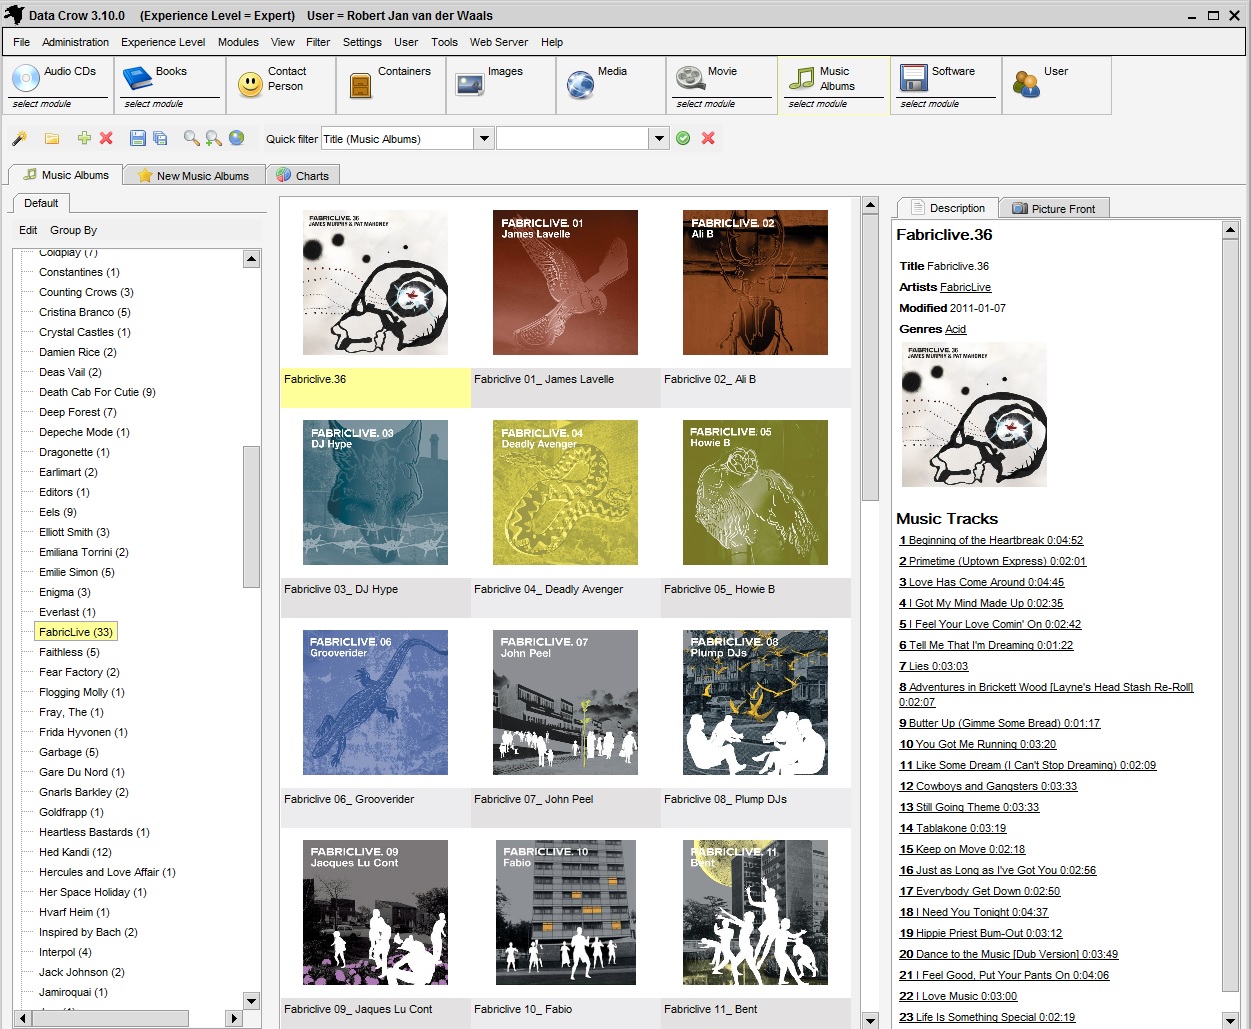 Data Crow 3.10.0 (Experience Level = Expert) User = Robert Jan van der Waals
File Administration Experience Level Modules View Filter Settings User Tools Web Server Help
Audio CDs
select module
Books
select module
Contact
Person
Containers
Images
Media
Movie
select module
Music
Albums
select module
Software
select module
User
Quick filter Title (Music Albums)
Music Albums New Music Albums Charts
Default
Edit Group By
Coldplay (7)
Constantines (1)
Counting Crows (3)
Cristina Branco (5)
Crystal Castles (1)
Damien Rice (2)
Deas Vail (2)
Death Cab For Cutie (9)
Deep Forest (7)
Depeche Mode (1)
Dragonette (1)
Earlimart (2)
Editors (1)
Eels (9)
Elliott Smith (3)
Emiliana Torrini (2)
Emilie Simon (5)
Enigma (3)
Everlast (1)
FabricLive (33)
Faithless (5)
Fear Factory (2)
Flogging Molly (1)
Fray, The (1)
Frida Hyvonen (1)
Garbage (5)
Gare Du Nord (1)
Gnarls Barkley (2)
Goldfrapp (1)
Heartless Bastards (1)
Hed Kandi (12)
Hercules and Love Affair (1)
Her Space Holiday (1)
Hvarf Heim (1)
Inspired by Bach (2)
Interpol (4)
Jack Johnson (2)
Jamiroquai (1)
FABRICLIVE. 36
JAMES MURPHY & PAT MAHONEY
FABRICLIVE. 01
James Lavelle
FABRICLIVE. 02
Ali B
Fabriclive.36
Fabriclive 01_ James Lavelle
Fabriclive 02_ Ali B
FABRICLIVE. 03
DJ Hype
FABRICLIVE. 04
Deadly Avenger
FABRICLIVE. 05
Howie B
Fabriclive 03_ DJ Hype
Fabriclive 04_ Deadly Avenger
Fabriclive 05_ Howie B
FABRICLIVE. 06
Grooverider
FABRICLIVE. 07
John Peel
FABRICLIVE. 08
Plump DJs
Fabriclive 06_ Grooverider
Fabriclive 07_ John Peel
Fabriclive 08_ Plump DJs
FABRICLIVE. 09
Jacques Lu Cont
FABRICLIVE. 10
Fabio
FABRICLIVE. 11
Bent
Fabriclive 09_ Jaques Lu Cont
Fabriclive 10_ Fabio
Fabriclive 11_ Bent
Description Picture Front
Fabriclive.36
Title Fabriclive.36
Artists FabricLive
Modified 2011-01-07
Genres Acid
FABRICLIVE. 36
JAMES MURPHY & PAT MAHONEY
Music Tracks
1 Beginning of the Heartbreak 0:04:52
2 Primetime (Uptown Express) 0:02:01
3 Love Has Come Around 0:04:45
4 I Got My Mind Made Up 0:02:35
5 I Feel Your Love Comin' On 0:02:42
6 Tell Me That I'm Dreaming 0:01:22
7 Lies 0:03:03
8 Adventures in Brickett Wood [Layne's Head Stash Re-Roll]
0:02:07
9 Butter Up (Gimme Some Bread) 0:01:17
10 You Got Me Running 0:03:20
11 Like Some Dream (I Can't Stop Dreaming) 0:02:09
12 Cowboys and Gangsters 0:03:33
13 Still Going Theme 0:03:33
14 Tablakone 0:03:19
15 Keep on Move 0:02:18
16 Just as Long as I've Got You 0:02:56
17 Everybody Get Down 0:02:50
18 I Need You Tonight 0:04:37
19 Hippie Priest Bum-Out 0:03:12
20 Dance to the Music [Dub Version] 0:03:49
21 I Feel Good, Put Your Pants On 0:04:06
22 I Love Music 0:03:00
23 Life Is Something Special 0:02:19